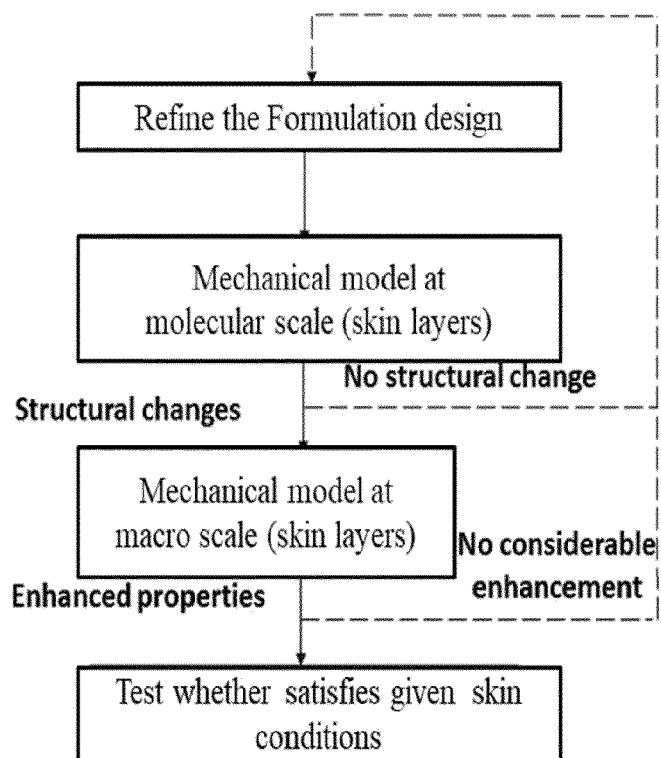 Refine the Formulation design
Mechanical model at
molecular scale (skin layers)
No structural change
Structural changes
Mechanical model at
macro scale (skin layers)
No considerable
enhancement
Enhanced properties
Test whether satisfies given skin
conditions